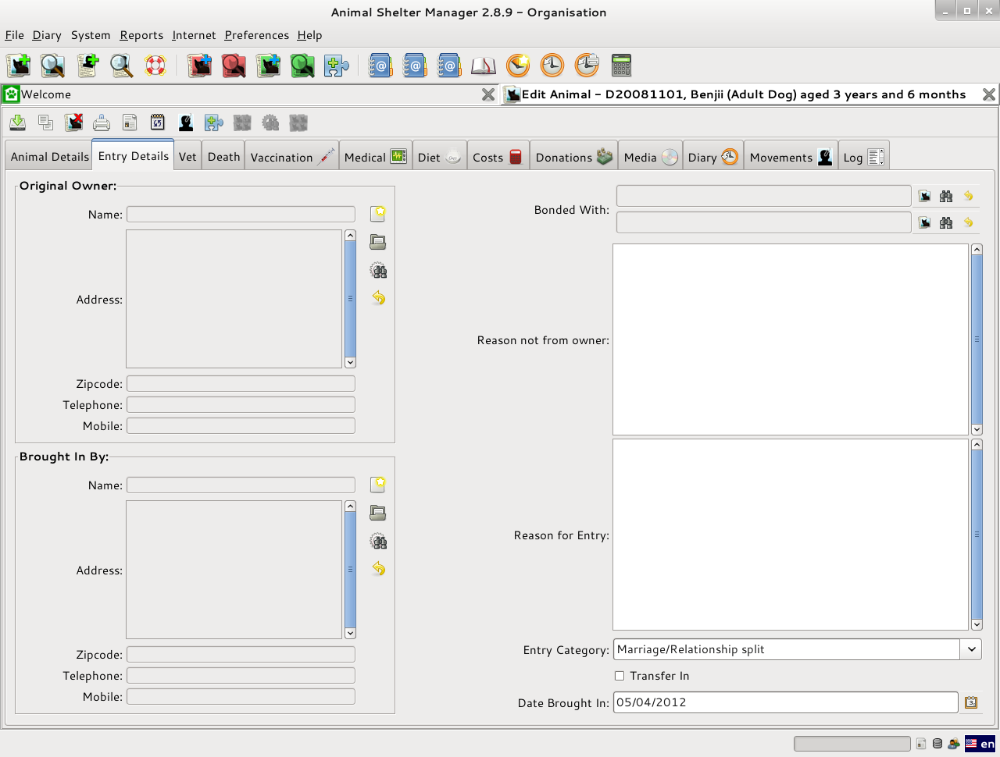 Animal Shelter Manager 2.8.9 - Organisation
File Diary System Reports Internet Preferences Help
Welcome
Edit Animal - D20081101, Benjii (Adult Dog) aged 3 years and 6 months
Animal Details Entry Details Vet Death Vaccination Medical Diet Costs Donations Media Diary Movements Log
Original Owner:
Name:
Address:
Zipcode:
Telephone:
Mobile:
Brought In By:
Name:
Address:
Zipcode:
Telephone:
Mobile:
Bonded With:
Reason not from owner:
Reason for Entry:
Entry Category: Marriage/Relationship split
Transfer In
Date Brought In: 05/04/2012
en